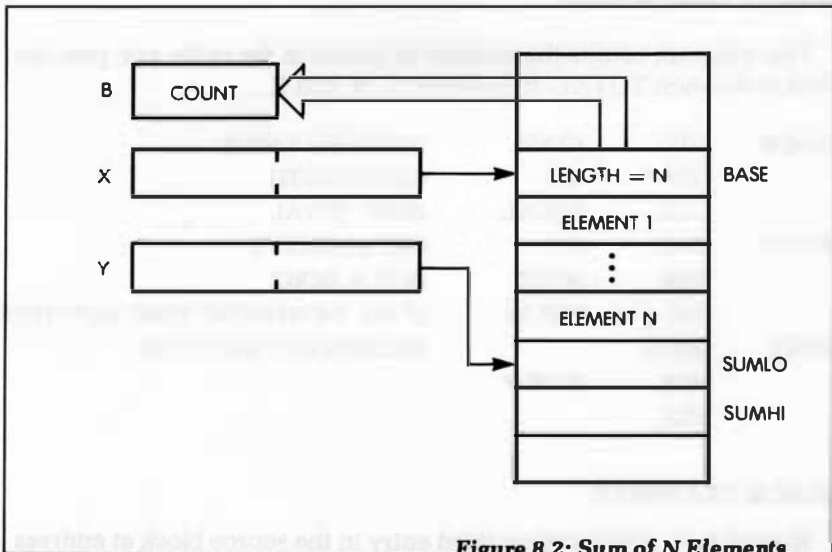 B COUNT
X LENGTH = N BASE
ELEMENT 1
Y
ELEMENT N
SUMLO
SUMHI
Figure 8.2: Sum of N Elements